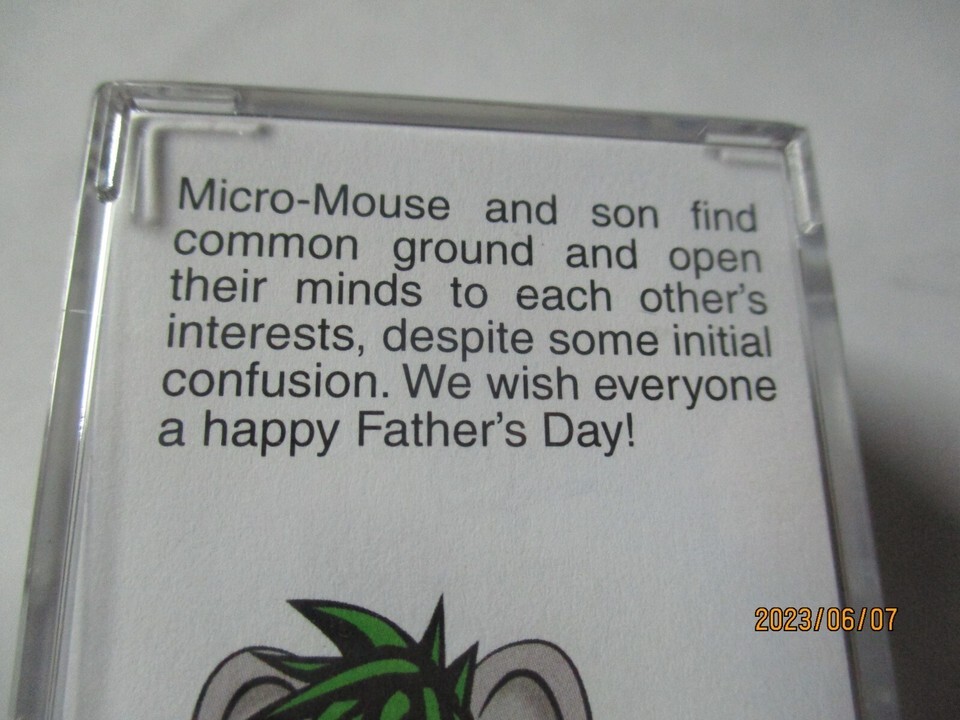 Micro-Mouse and son find
common ground and open
their minds to each other's
interests, despite some initial
confusion. We wish everyone
a happy Father's Day!
2023/06/07